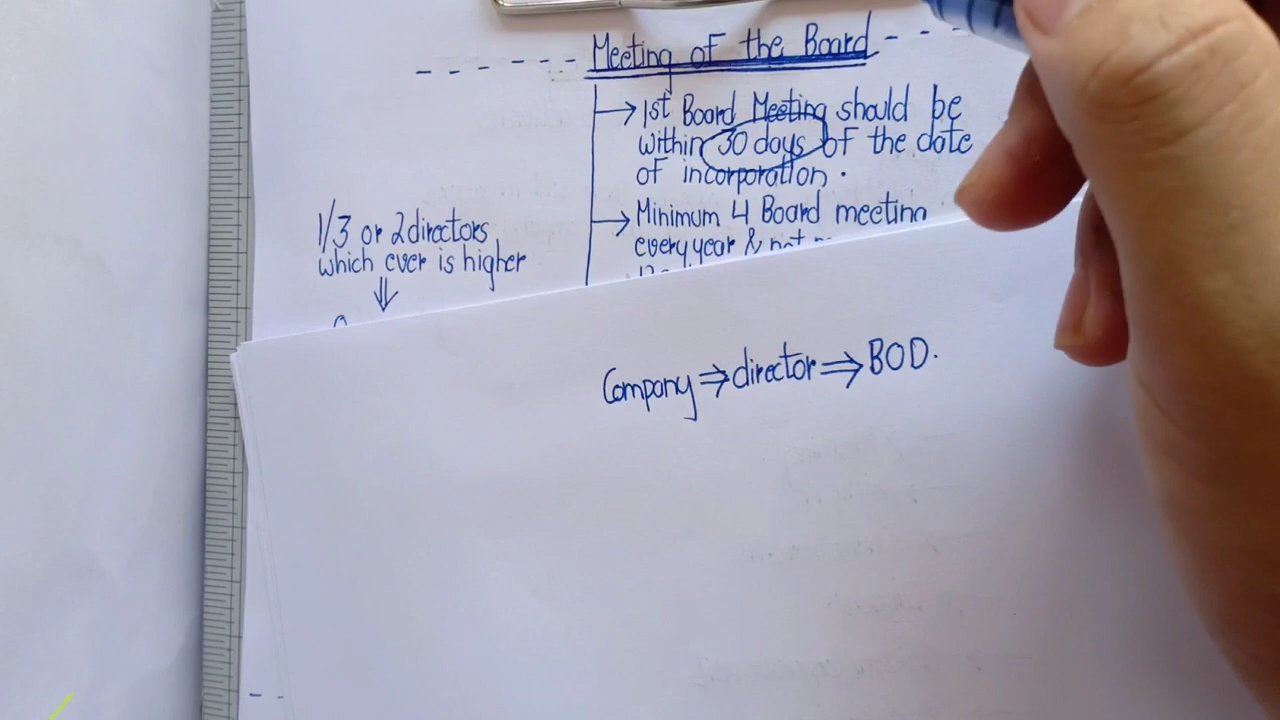 Meeting of the Board
1st Board Meeting should be
within 30 days of the date
of incorporation.
Minimum 4 Board meeting
every year & not
1/3 or 2 directors
which ever is higher
Company ⇒ director ⇒ BOD.